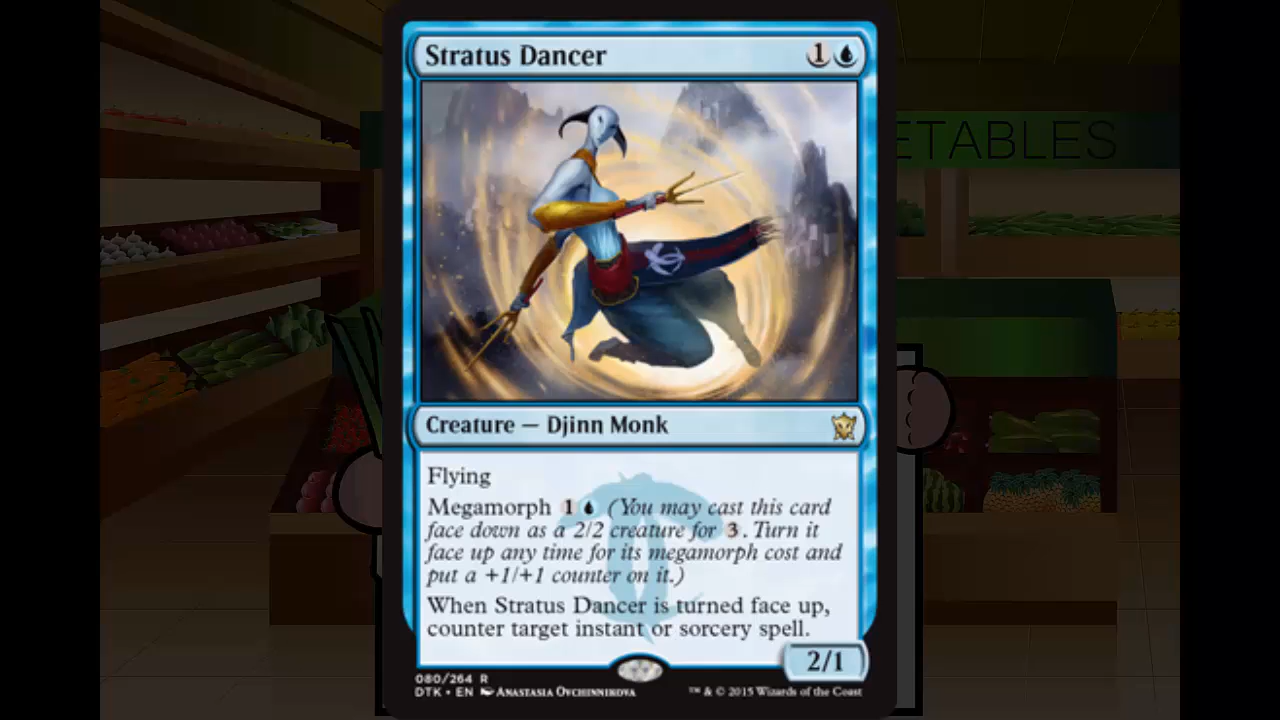 Stratus Dancer 1
ETABLES
Creature — Djinn Monk
Flying
Megamorph 1 (You may cast this card
face down as a 2/2 creature for 3. Turn it
face up any time for its megamorph cost and
put a +1/+1 counter on it.)
When Stratus Dancer is turned face up,
counter target instant or sorcery spell.
2/1
080/264 R
DTK • EN Anastasia Ovchinnikova
™ & © 2015 Wizards of the Coast